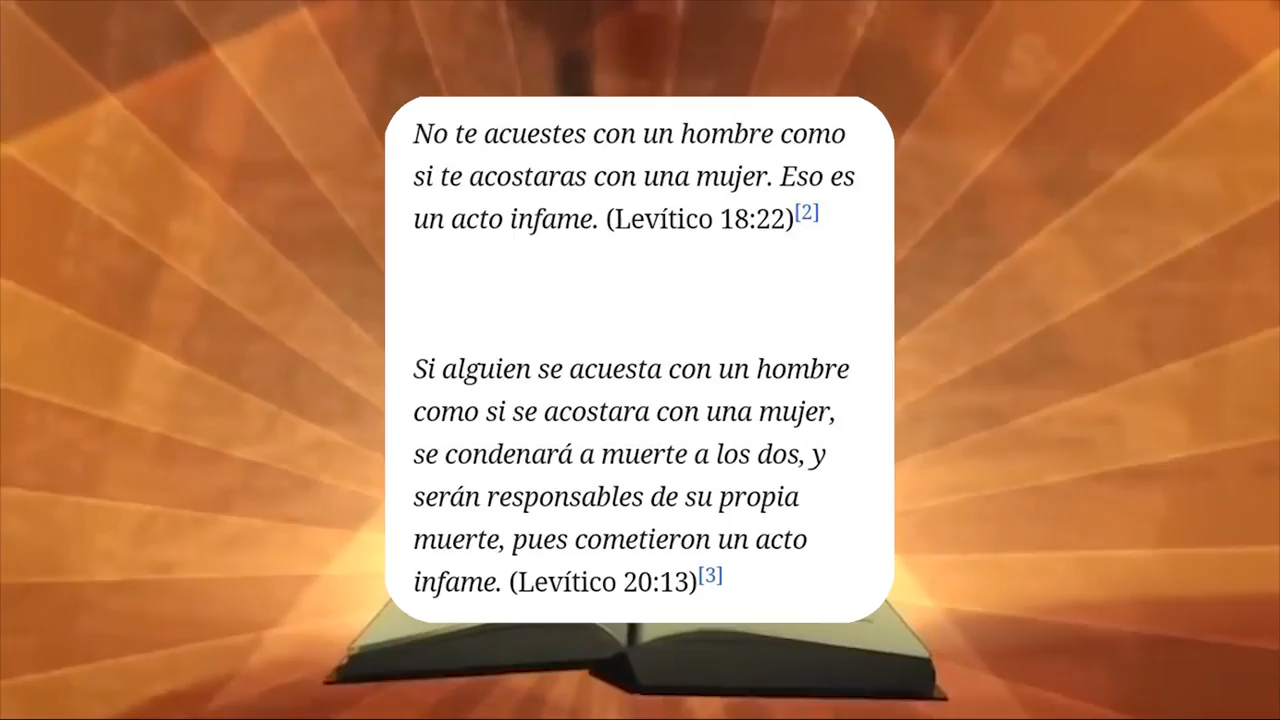 No te acuestes con un hombre como
si te acostaras con una mujer. Eso es
un acto infame. (Levítico 18:22)[2]
Si alguien se acuesta con un hombre
como si se acostara con una mujer,
se condenará a muerte a los dos, y
serán responsables de su propia
muerte, pues cometieron un acto
infame. (Levítico 20:13)[3]